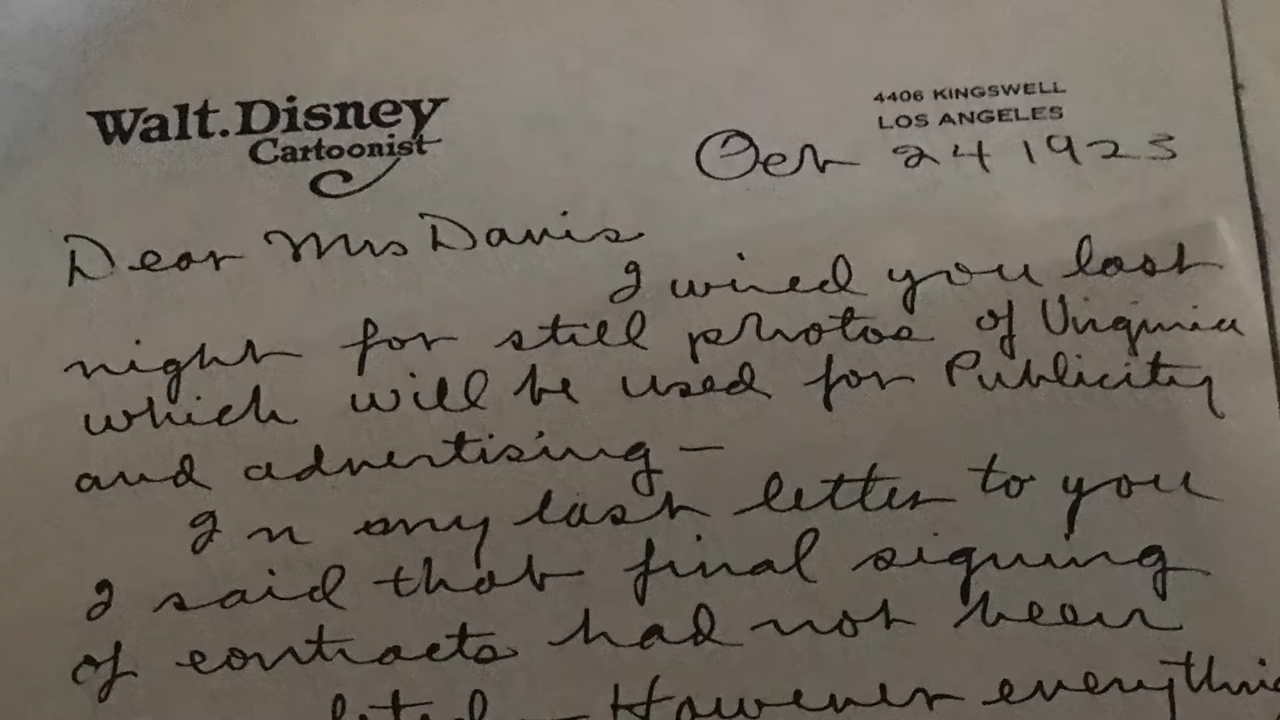 Walt. Disney
Cartoonist
4406 KINGSWELL
LOS ANGELES
Oct 24 1923
Dear Mrs Davis
I wired you last
night for still photos of Virginia
which will be used for Publicity
and advertising —
In my last letter to you
I said that final signing
of contracts had not been
However everything